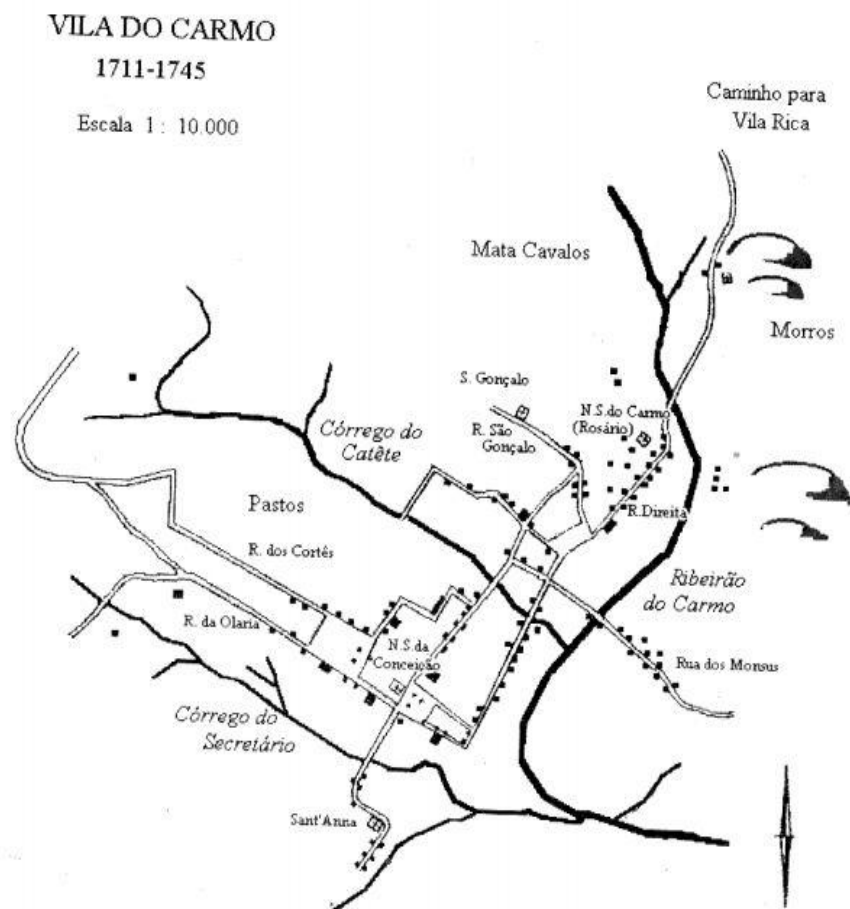 VILA DO CARMO
1711-1745
Escala 1 : 10.000
Caminho para
Vila Rica
Mata Cavalos
Morros
S. Gonçalo
N.S.do Carmo
(Rosário)
R. São
Gonçalo
Córrego do
Catête
R.Direita
Pastos
R. dos Cortês
Ribeirão
do Carmo
R. da Olaria
N.S.da
Conceição
Rua dos Monsus
Córrego do
Secretário
Sant'Anna